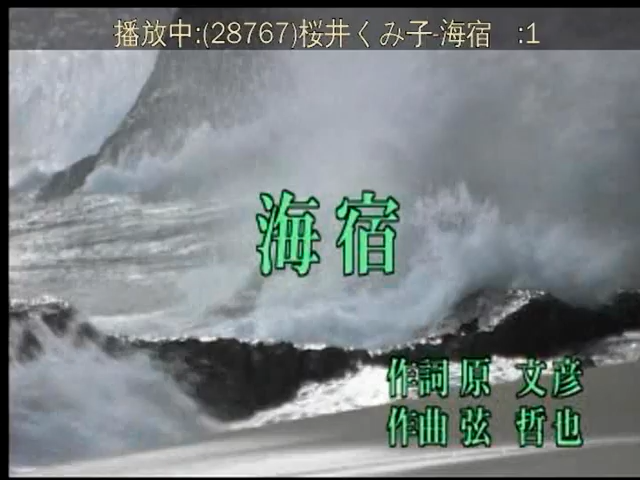 播放中:(28767)桜井くみ子-海宿　:1
海宿
作詞 原　文彦
作曲 弦　哲也